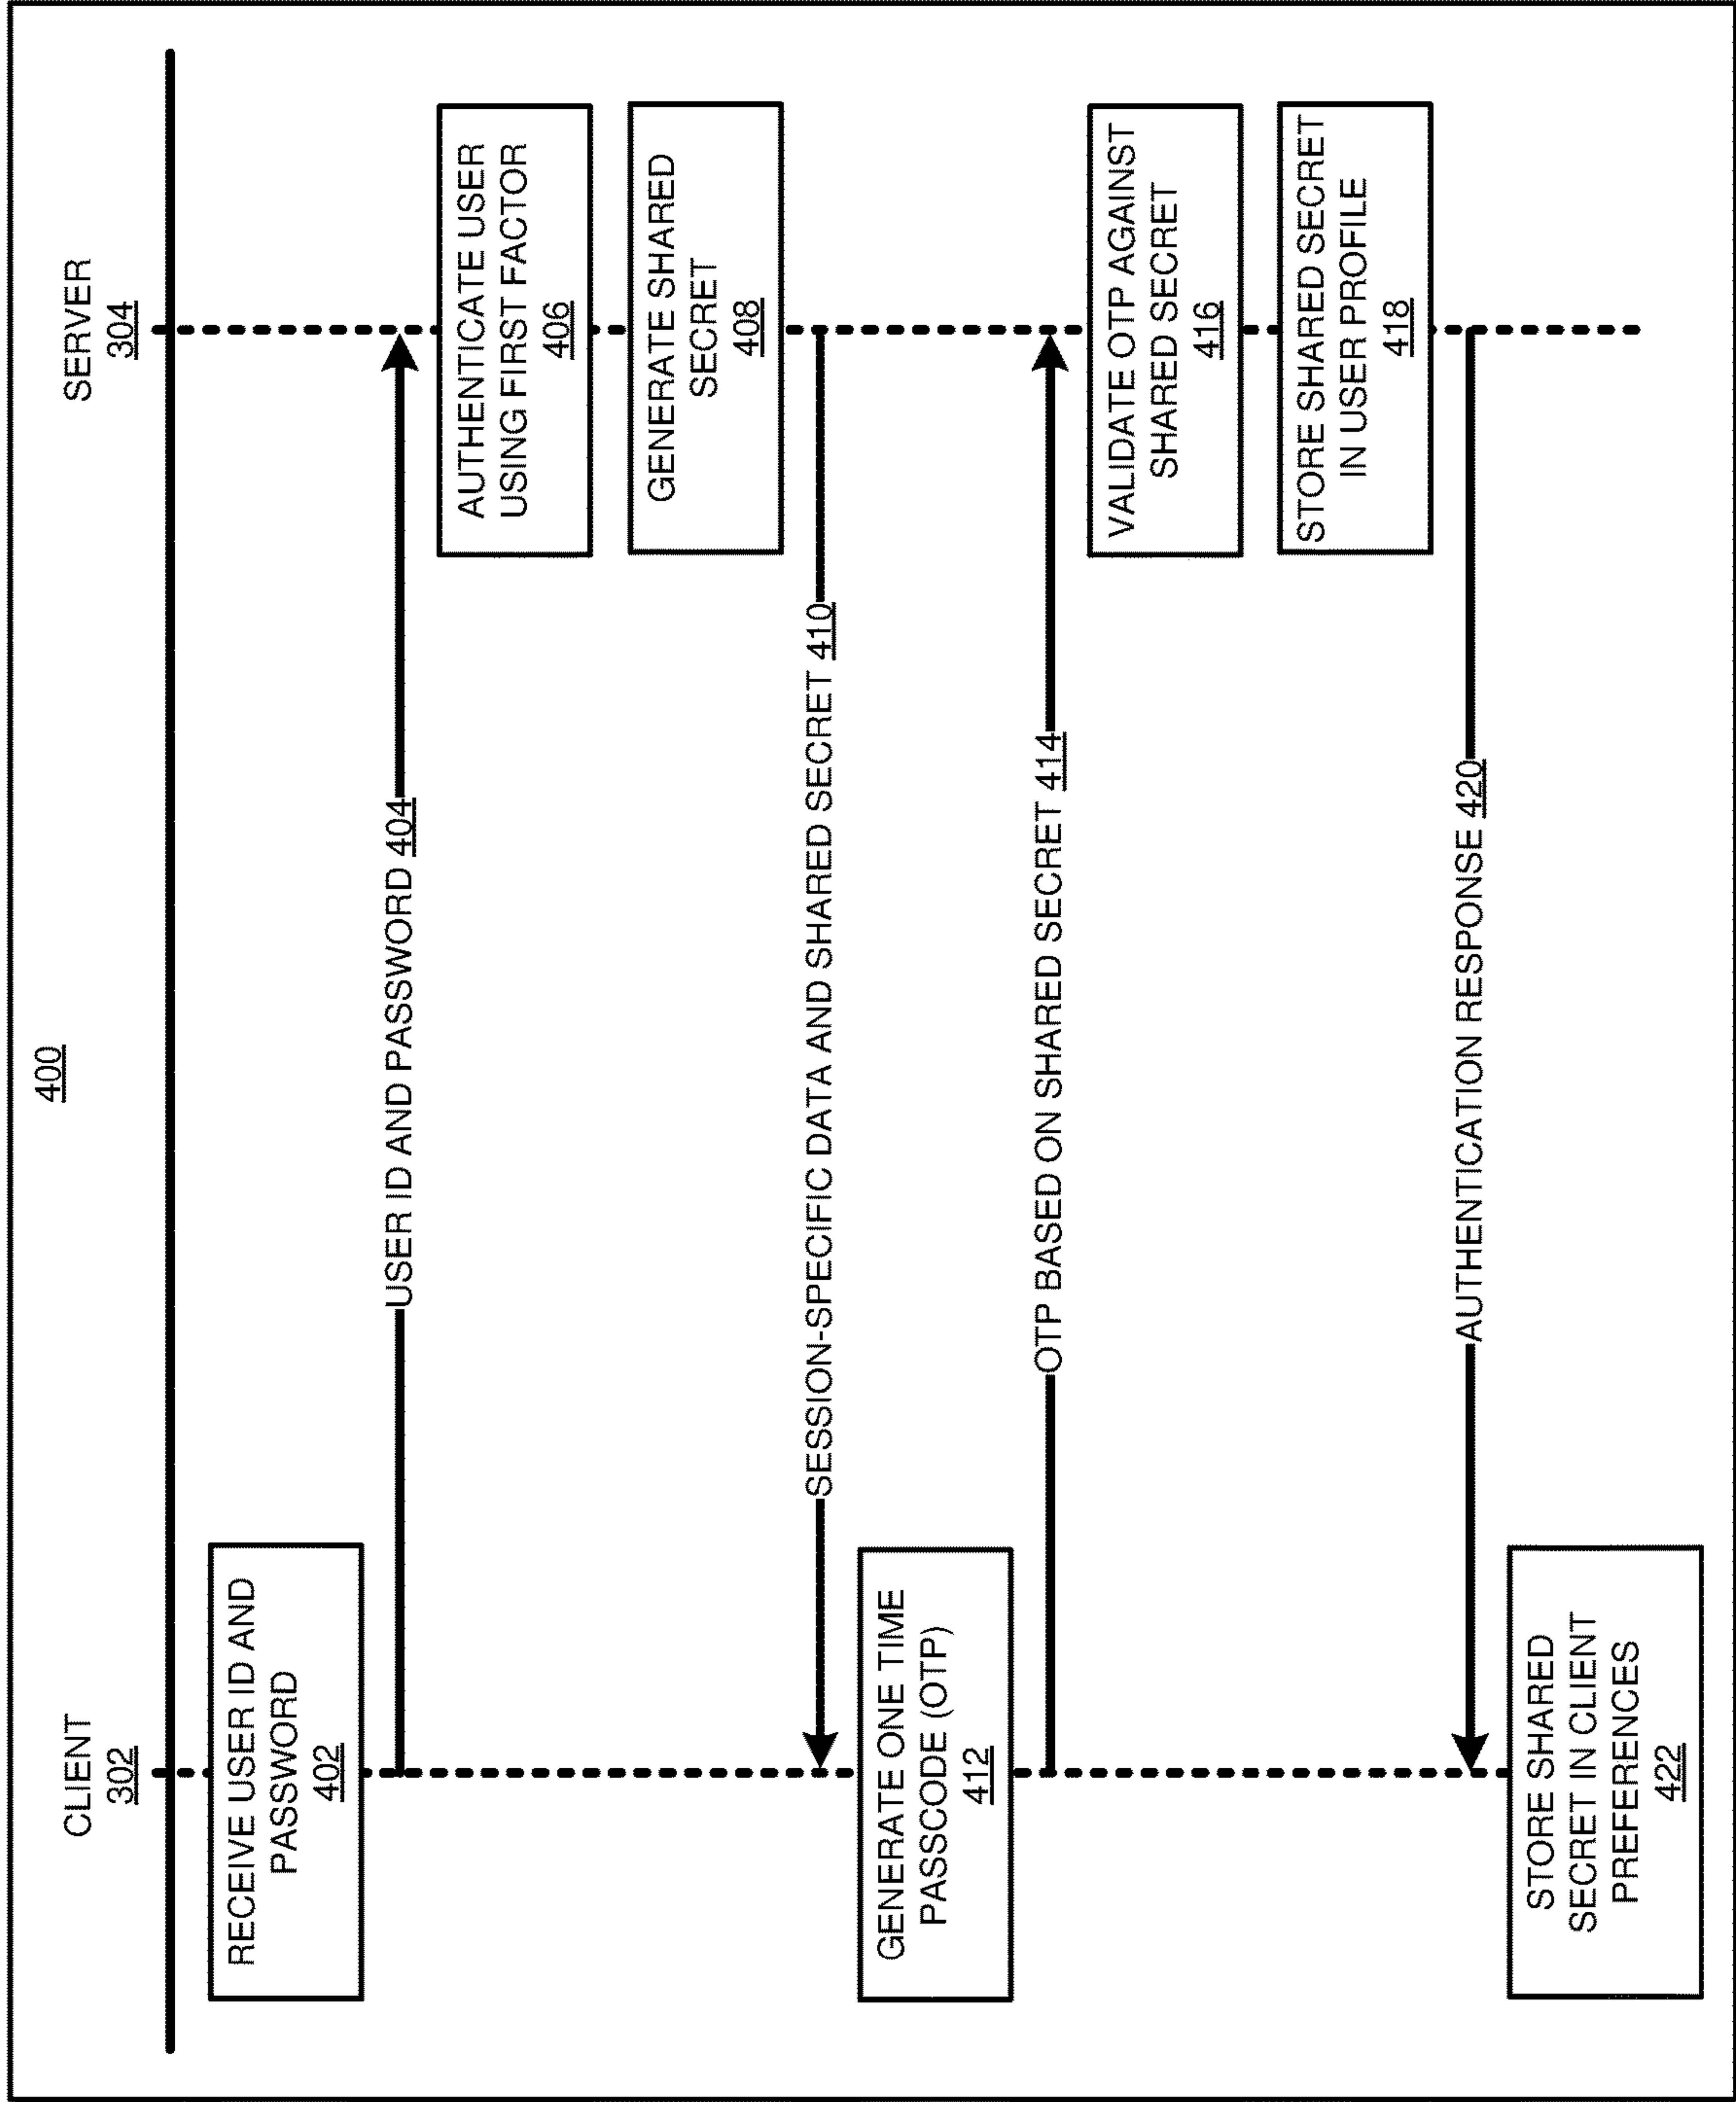 400
CLIENT
302
SERVER
304
RECEIVE USER ID AND
PASSWORD
402
USER ID AND PASSWORD 404
AUTHENTICATE USER
USING FIRST FACTOR
406
GENERATE SHARED
SECRET
408
SESSION-SPECIFIC DATA AND SHARED SECRET 410
GENERATE ONE TIME
PASSCODE (OTP)
412
OTP BASED ON SHARED SECRET 414
VALIDATE OTP AGAINST
SHARED SECRET
416
STORE SHARED SECRET
IN USER PROFILE
418
AUTHENTICATION RESPONSE 420
STORE SHARED
SECRET IN CLIENT
PREFERENCES
422